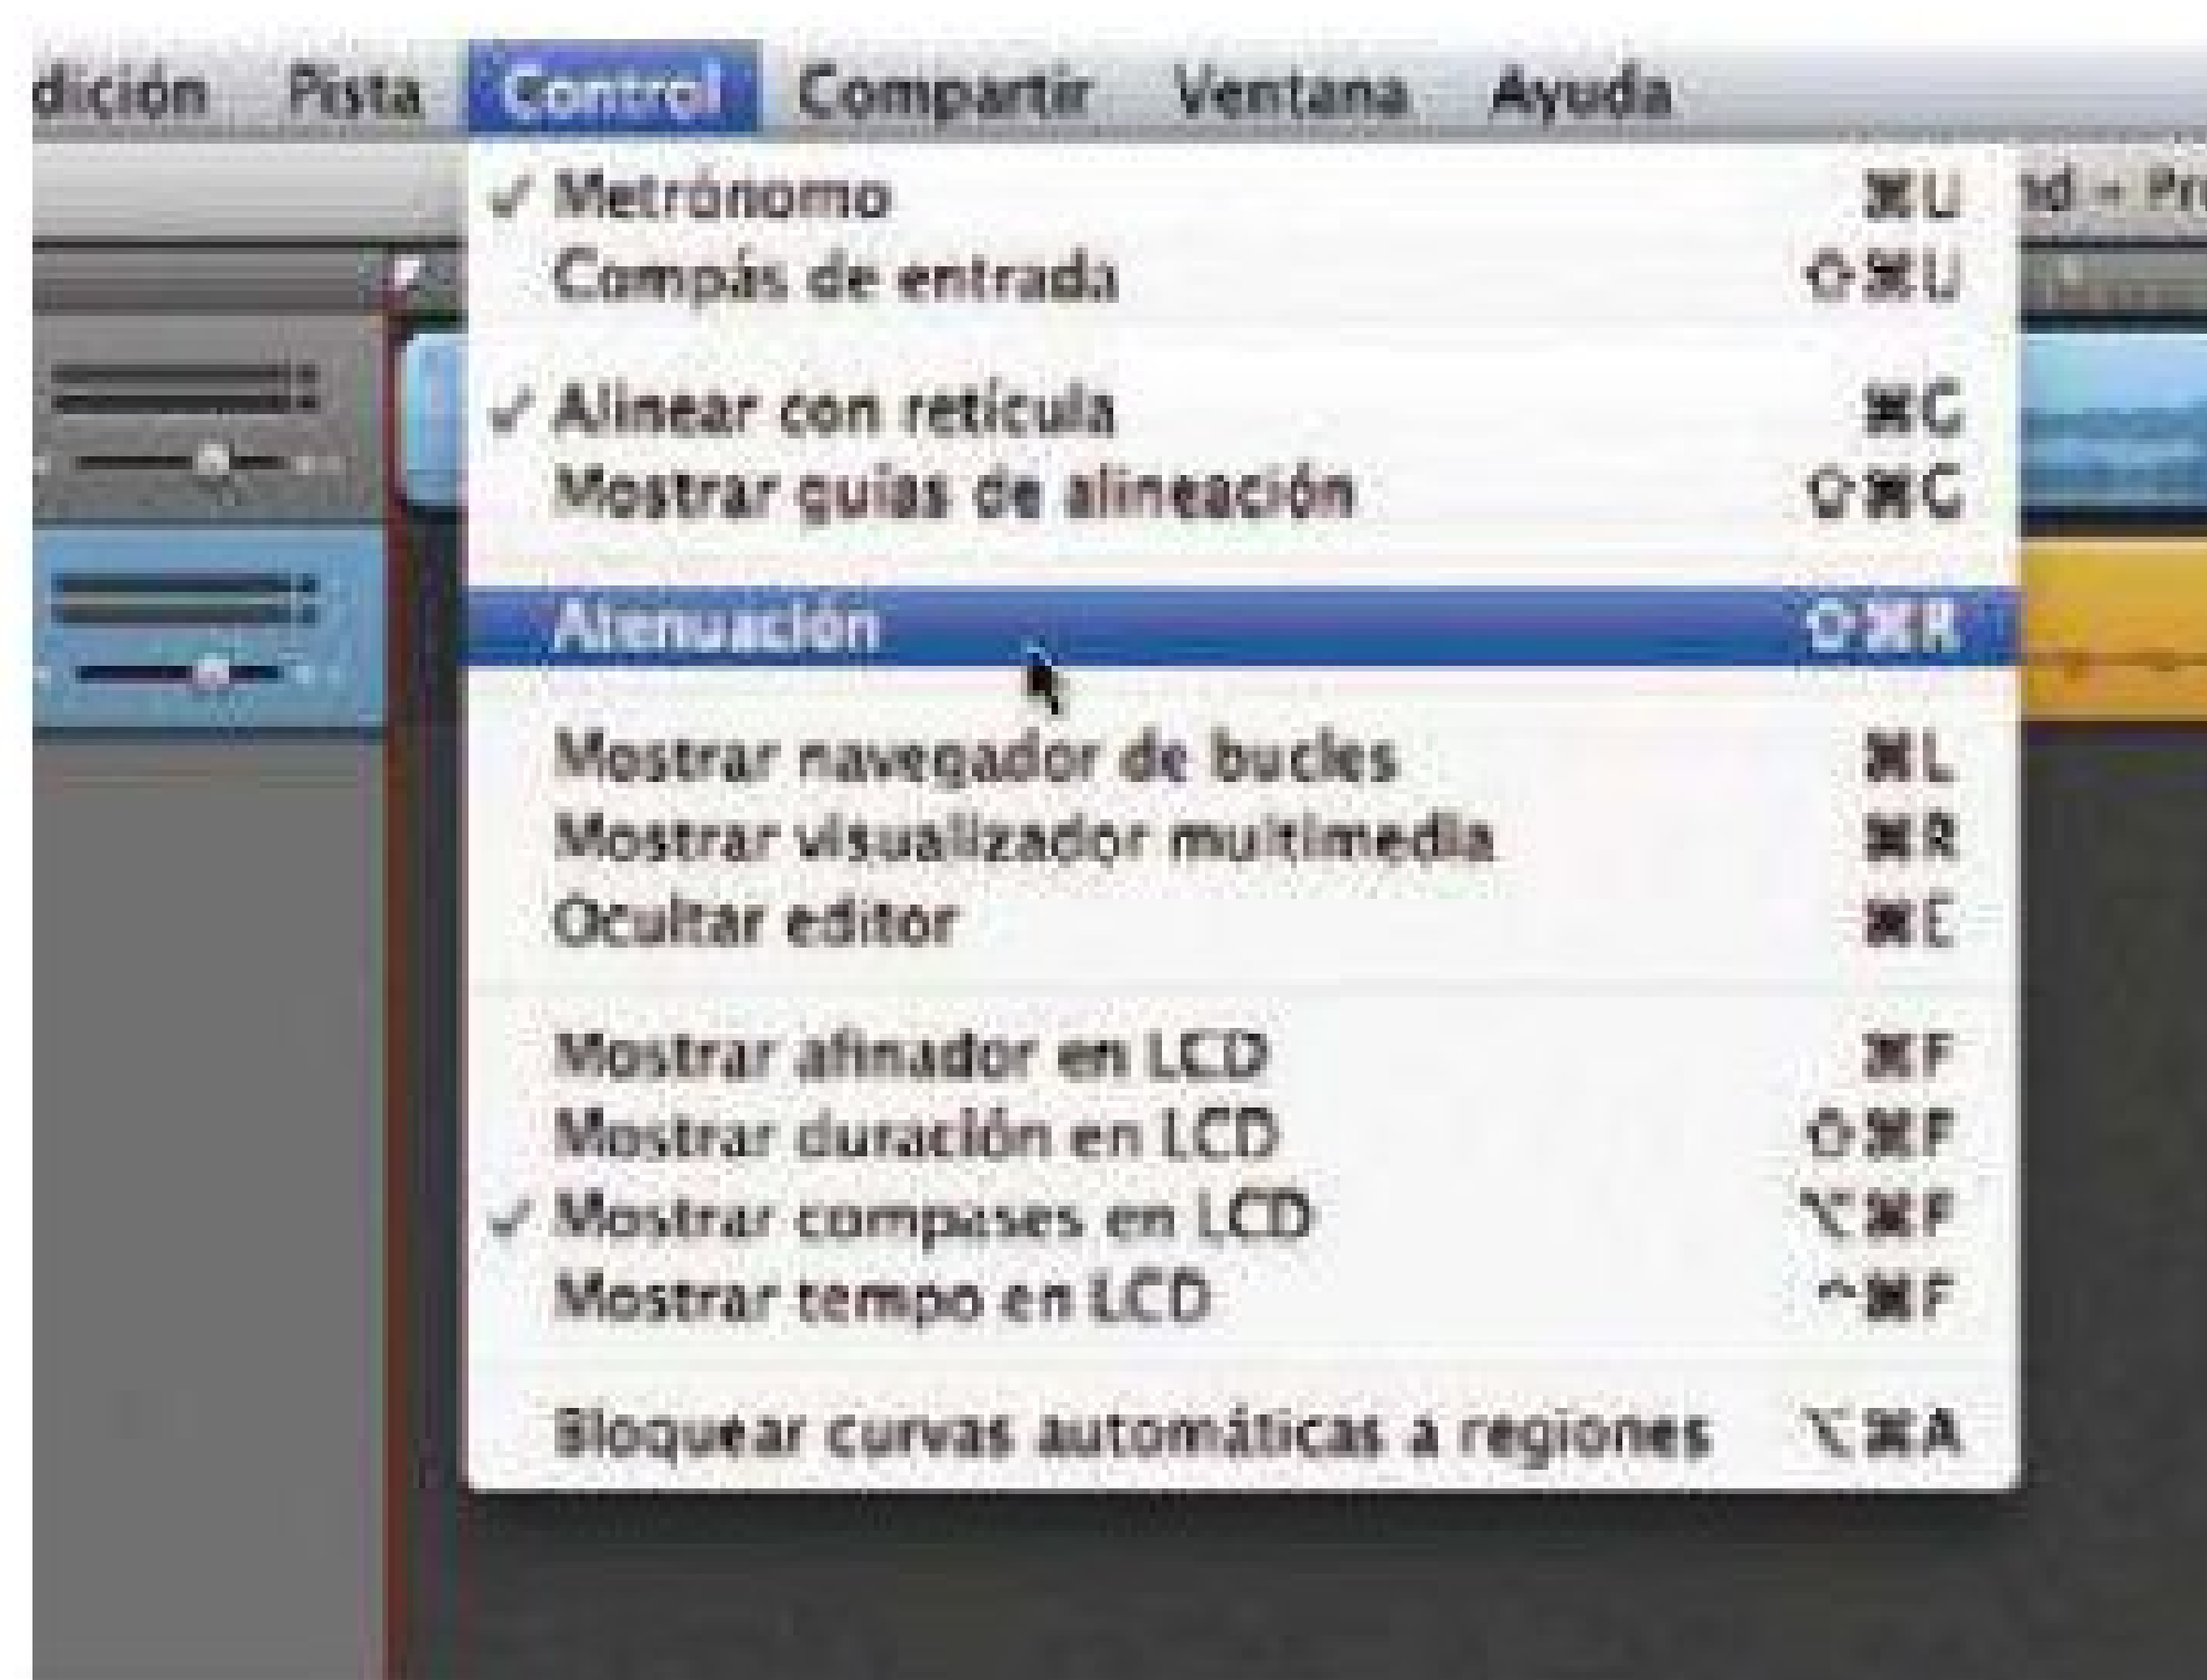 dición Pista Control Compartir Ventana Ayuda
✓ Metrónomo ⌘U
Compás de entrada ⇧⌘U
✓ Alinear con retícula ⌘G
Mostrar guías de alineación ⇧⌘G
Atenuación ⇧⌘R
Mostrar navegador de bucles ⌘L
Mostrar visualizador multimedia ⌘R
Ocultar editor ⌘E
Mostrar afinador en LCD ⌘F
Mostrar duración en LCD ⇧⌘F
✓ Mostrar compases en LCD ⌥⌘F
Mostrar tempo en LCD ^⌘F
Bloquear curvas automáticas a regiones ⌥⌘A